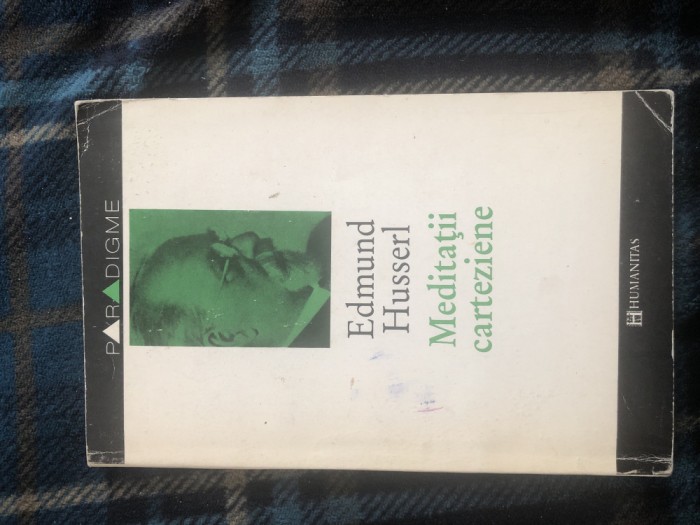 PARADIGME
Edmund
Husserl
Meditaţii
carteziene
HUMANITAS